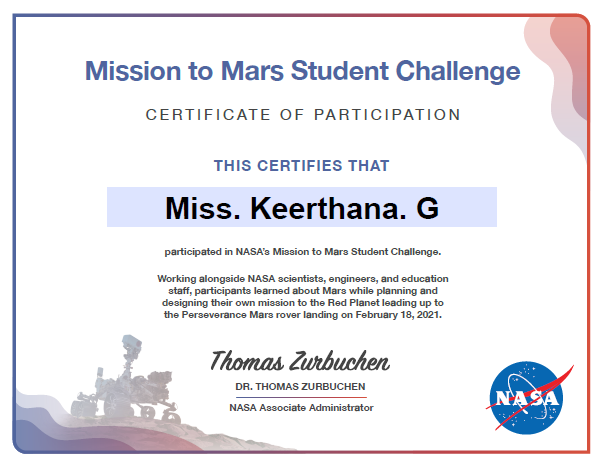 Mission to Mars Student Challenge
CERTIFICATE OF PARTICIPATION
THIS CERTIFIES THAT
Miss. Keerthana. G
participated in NASA's Mission to Mars Student Challenge.
Working alongside NASA scientists, engineers, and education
staff, participants learned about Mars while planning and
designing their own mission to the Red Planet leading up to
the Perseverance Mars rover landing on February 18, 2021.
Thomas Zurbuchen
DR. THOMAS ZURBUCHEN
NASA Associate Administrator
NASA